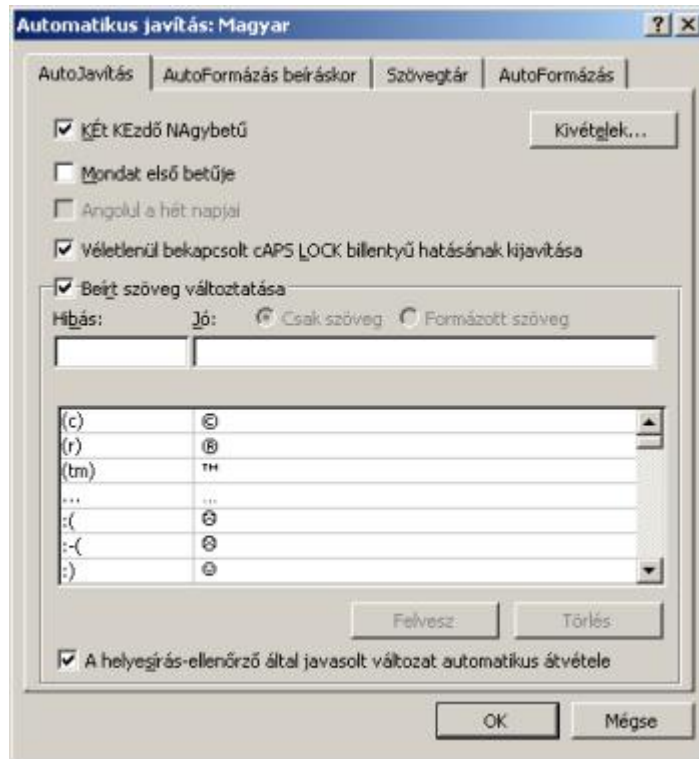 Automatikus javítás: Magyar
AutoJavítás AutoFormázás beíráskor Szövegtár AutoFormázás
KÉt KEzdő NAgybetű Kivételek...
Mondat első betűje
Angolul a hét napjai
Véletlenül bekapcsolt cAPS LOCK billentyű hatásának kijavítása
Beírt szöveg változtatása
Hibás: Jó: Csak szöveg Formázott szöveg
(c) ©
(r) ®
(tm) ™
... …
:( ☹
:-( ☹
:) ☺
Felvesz Törlés
A helyesírás-ellenőrző által javasolt változat automatikus átvétele
OK Mégse